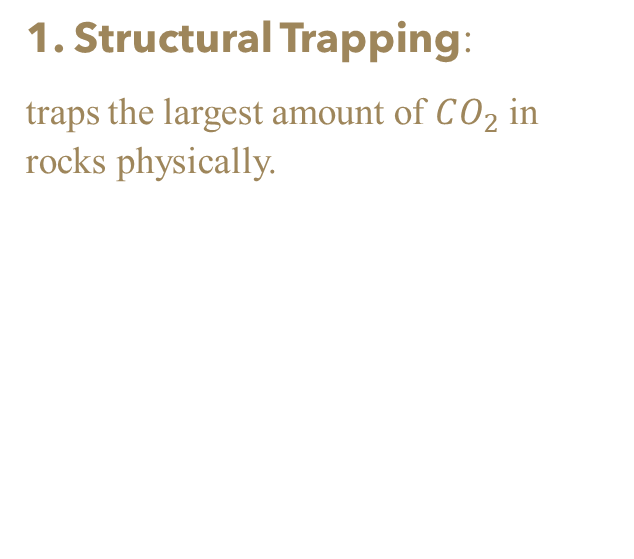 1. Structural Trapping:
traps the largest amount of CO₂ in
rocks physically.